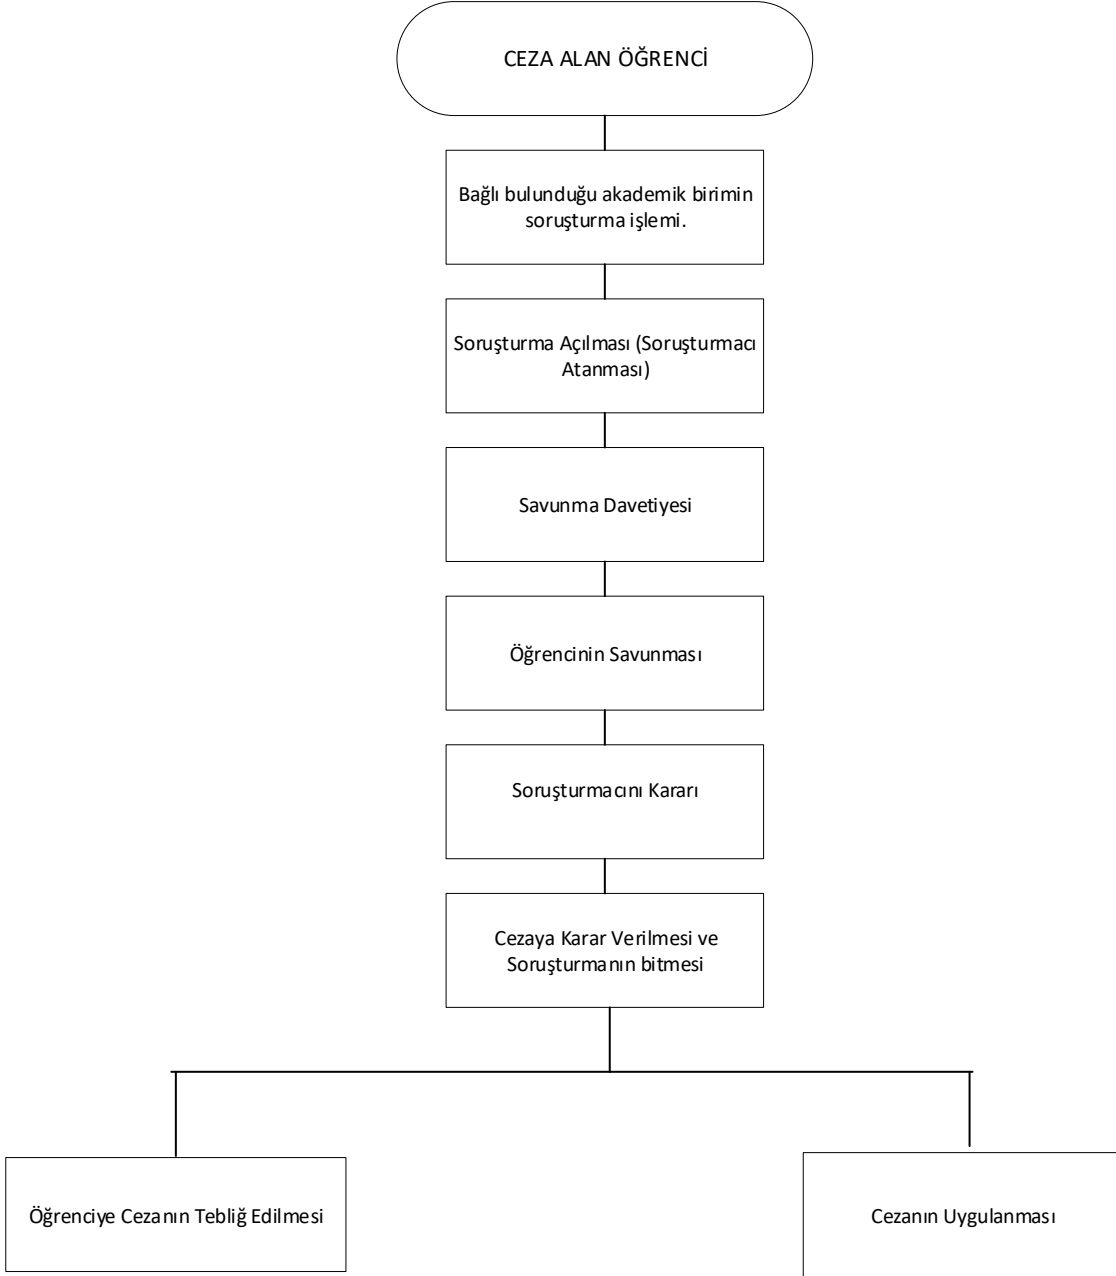 CEZA ALAN ÖĞRENCİ
Bağlı bulunduğu akademik birimin
soruşturma işlemi.
Soruşturma Açılması (Soruşturmacı
Atanması)
Savunma Davetiyesi
Öğrencinin Savunması
Soruşturmacını Kararı
Cezaya Karar Verilmesi ve
Soruşturmanın bitmesi
Öğrenciye Cezanın Tebliğ Edilmesi
Cezanın Uygulanması